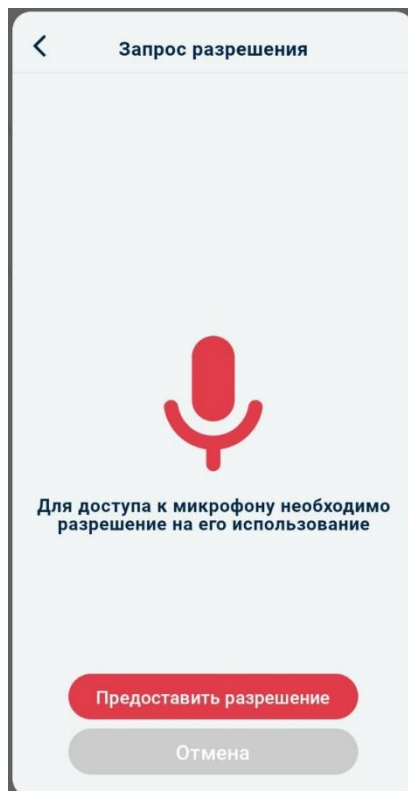 Запрос разрешения
Для доступа к микрофону необходимо
разрешение на его использование
Предоставить разрешение
Отмена